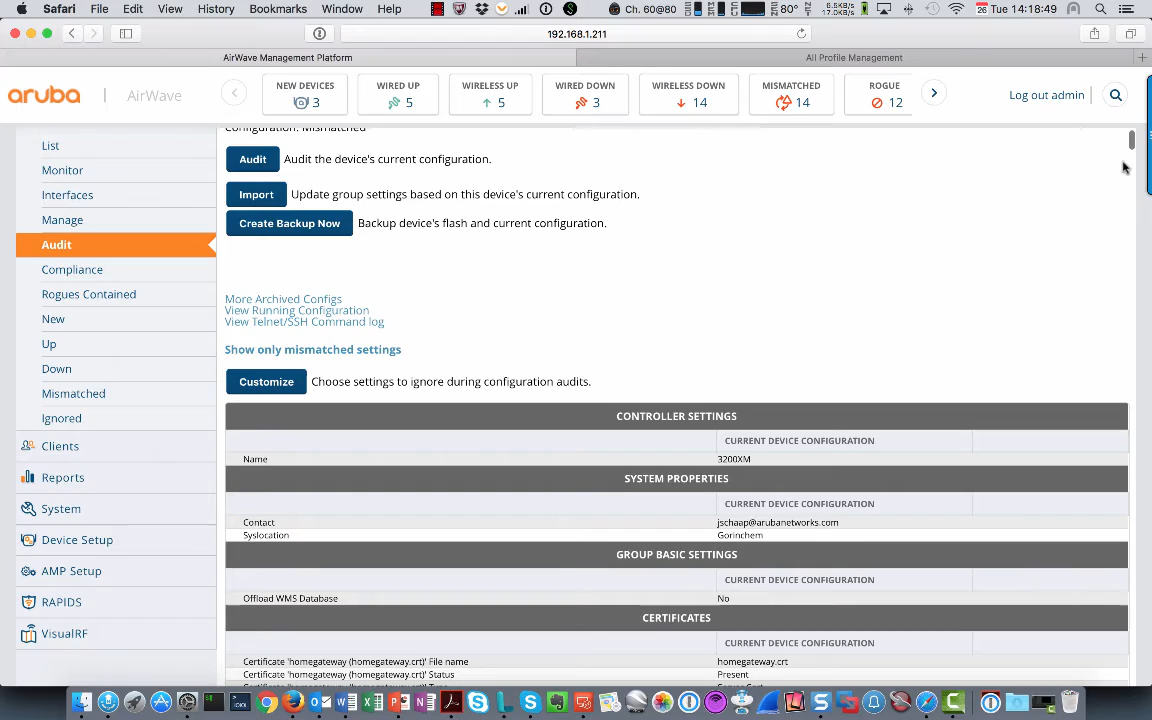 Safari File Edit View History Bookmarks Develop Window Help Ch. 60@80 80° 6.5KB/s 17.0KB/s Tue 14:18:49
192.168.1.211
AirWave Management Platform
All Profile Management
aruba | AirWave
NEW DEVICES 3
WIRED UP 5
WIRELESS UP 5
WIRED DOWN 3
WIRELESS DOWN 14
MISMATCHED 14
ROGUE 12
Log out admin
List
Monitor
Interfaces
Manage
Audit
Compliance
Rogues Contained
New
Up
Down
Mismatched
Ignored
Clients
Reports
System
Device Setup
AMP Setup
RAPIDS
VisualRF
Configuration: Mismatched
Audit Audit the device's current configuration.
Import Update group settings based on this device's current configuration.
Create Backup Now Backup device's flash and current configuration.
More Archived Configs
View Running Configuration
View Telnet/SSH Command log
Show only mismatched settings
Customize Choose settings to ignore during configuration audits.
CONTROLLER SETTINGS
CURRENT DEVICE CONFIGURATION
Name 3200XM
SYSTEM PROPERTIES
CURRENT DEVICE CONFIGURATION
Contact jschaap@arubanetworks.com
Syslocation Gorinchem
GROUP BASIC SETTINGS
CURRENT DEVICE CONFIGURATION
Offload WMS Database No
CERTIFICATES
CURRENT DEVICE CONFIGURATION
Certificate 'homegateway (homegateway.crt)' File name homegateway.crt
Certificate 'homegateway (homegateway.crt)' Status Present